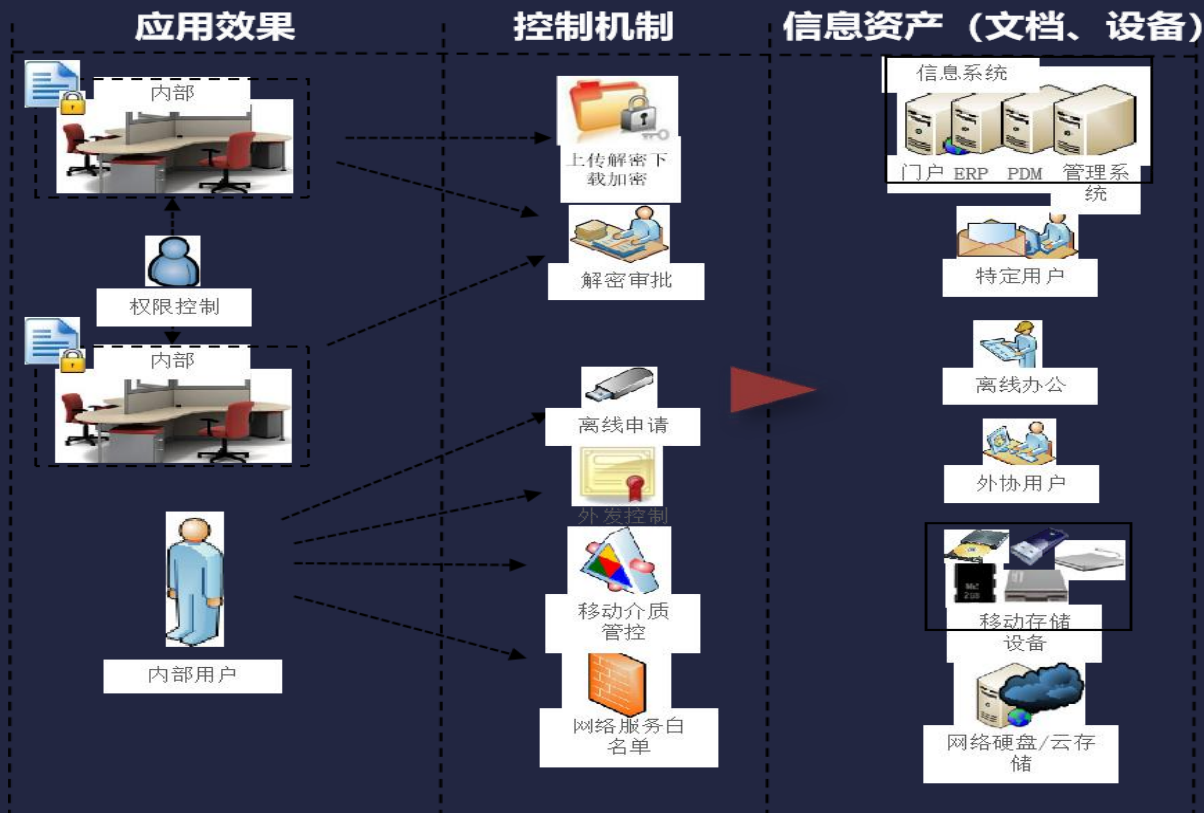 应用效果
控制机制
信息资产（文档、设备）
内部
权限控制
内部
内部用户
上传解密下
载加密
解密审批
离线申请
外发控制
移动介质
管控
网络服务白
名单
信息系统
门户 ERP PDM 管理系
统
特定用户
离线办公
外协用户
移动存储
设备
网络硬盘/云存
储